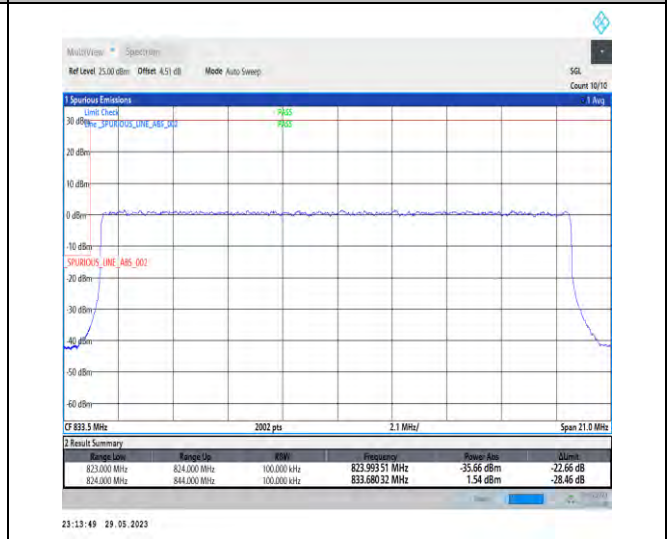 MultiView Spectrum
Ref Level 25.00 dBm Offset 4.51 dB Mode Auto Sweep SGL
Count 10/10
1 Spurious Emissions 1 Avg
Limit Check PASS
30 dBm Line _SPURIOUS_LINE_ABS_002 PASS
20 dBm
10 dBm
0 dBm
-10 dBm
_SPURIOUS_LINE_ABS_002
-20 dBm
-30 dBm
-40 dBm
-50 dBm
-60 dBm
CF 833.5 MHz 2002 pts 2.1 MHz/ Span 21.0 MHz
2 Result Summary
Range Low Range Up RBW Frequency Power Abs ΔLimit
823.000 MHz 824.000 MHz 100.000 kHz 823.993 51 MHz -35.66 dBm -22.66 dB
824.000 MHz 844.000 MHz 100.000 kHz 833.680 32 MHz 1.54 dBm -28.46 dB
23:13:49 29.05.2023